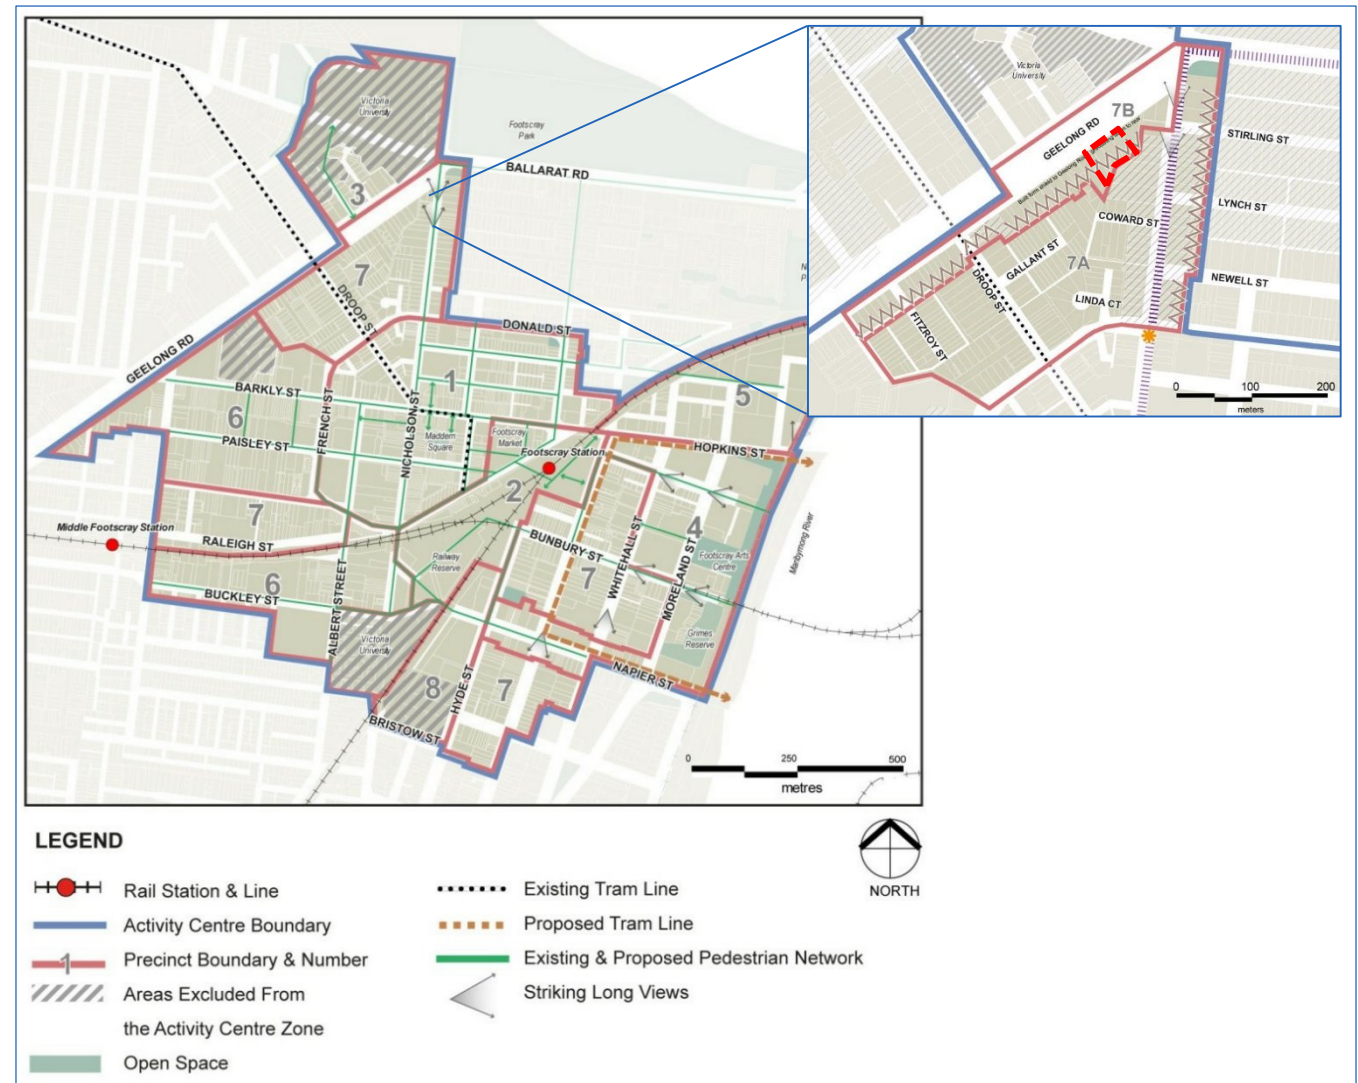 Victoria
University
3
Footscray
Park
BALLARAT RD
7
DROOP ST
GEELONG RD
DONALD ST
BARKLY ST
6
FRENCH ST
PAISLEY ST
NICHOLSON ST
1
Maddern
Square
Footscray
Market
Footscray Station
2
5
HOPKINS ST
Middle Footscray Station
7
RALEIGH ST
6
BUCKLEY ST
ALBERT STREET
Railway
Reserve
BUNBURY ST
7
WHITEHALL ST
MORELAND ST
4
Footscray Arts
Centre
Maribyrnong River
Grimes
Reserve
Victoria
University
8
HYDE ST
7
NAPIER ST
BRISTOW ST
0 250 500
metres
Victoria
University
GEELONG RD
7B
STIRLING ST
LYNCH ST
NEWELL ST
COWARD ST
GALLANT ST
7A
LINDA CT
DROOP ST
FITZROY ST
0 100 200
meters
LEGEND
NORTH
Rail Station & Line
Activity Centre Boundary
1
Precinct Boundary & Number
Areas Excluded From
the Activity Centre Zone
Open Space
Existing Tram Line
Proposed Tram Line
Existing & Proposed Pedestrian Network
Striking Long Views